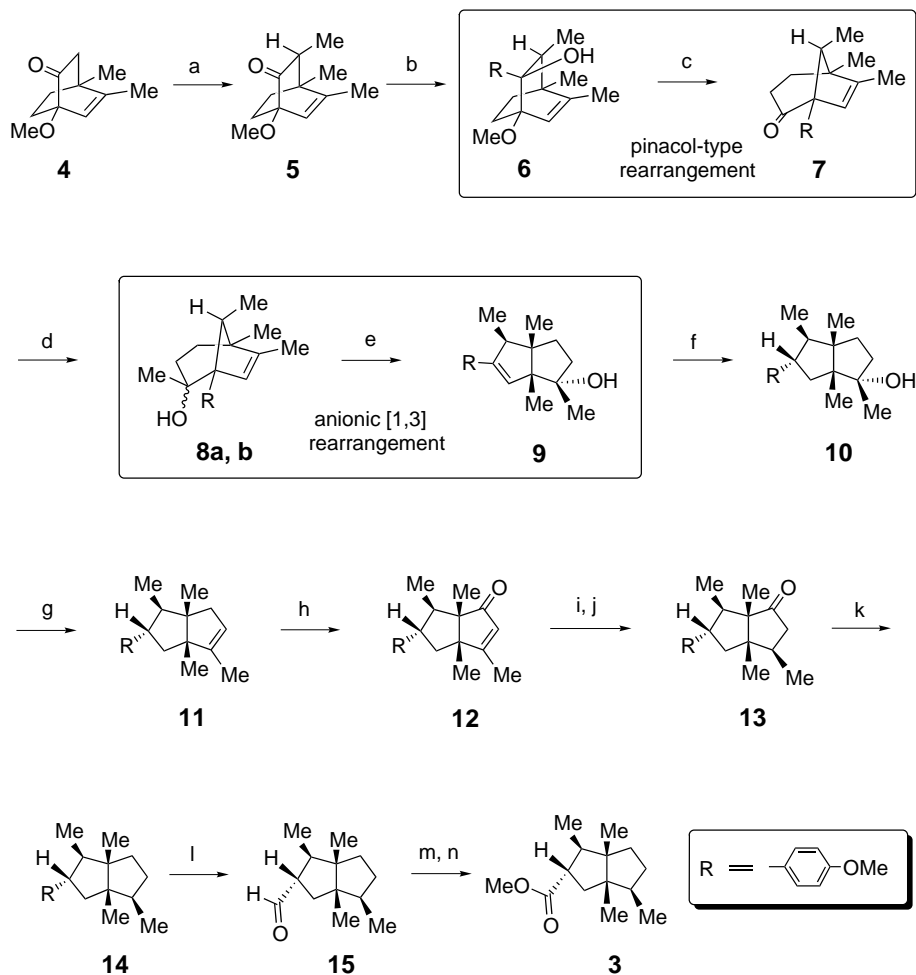 O Me Me MeO 4
a
H Me O Me Me MeO 5
b
H Me OH R Me Me MeO 6
c
pinacol-type
rearrangement
H Me Me Me O R 7
d
H Me Me Me Me HO R 8a, b
e
anionic [1,3]
rearrangement
Me Me R OH Me Me 9
f
Me Me H R OH Me Me 10
g
Me Me H R Me Me 11
h
Me Me O H R Me Me 12
i, j
Me Me O H R Me Me 13
k
Me Me H R Me Me 14
l
Me Me H H O Me Me 15
m, n
Me Me H MeO O Me Me 3
R OMe